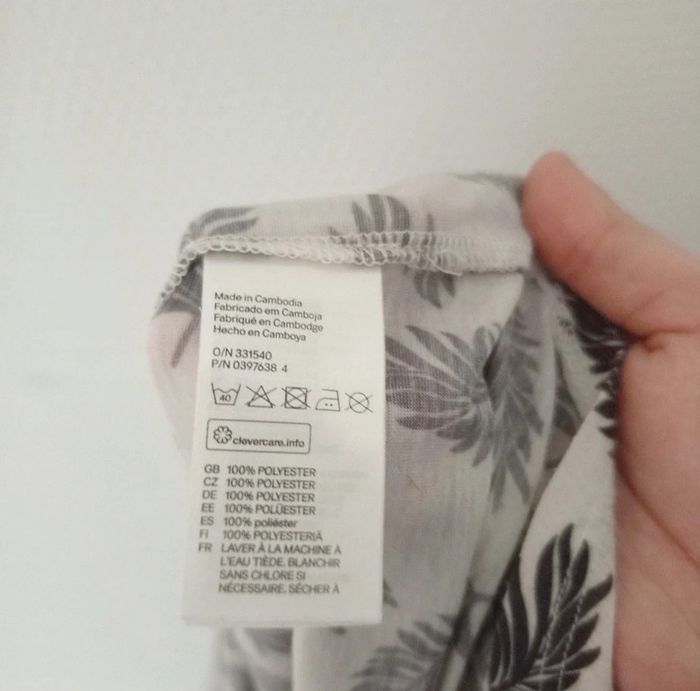 Made in Cambodia
Fabricado em Camboja
Fabriqué en Cambodge
Hecho en Camboya
O/N 331540
P/N 0397638 4
40
clevercare.info
GB 100% POLYESTER
CZ 100% POLYESTER
DE 100% POLYESTER
EE 100% POLÜESTER
ES 100% poliéster
FI 100% POLYESTERIÄ
FR LAVER À LA MACHINE À
L'EAU TIÈDE. BLANCHIR
SANS CHLORE SI
NÉCESSAIRE. SÉCHER À